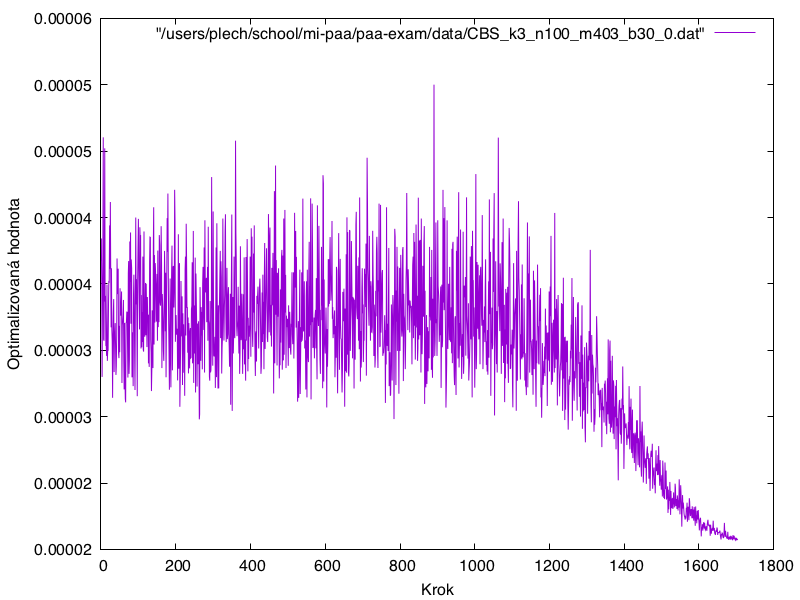 "/users/plech/school/mi-paa/paa-exam/data/CBS_k3_n100_m403_b30_0.dat"
0.00006
0.00005
0.00005
0.00004
0.00004
0.00003
0.00003
0.00002
0.00002
Optimalizovaná hodnota
0 200 400 600 800 1000 1200 1400 1600 1800
Krok